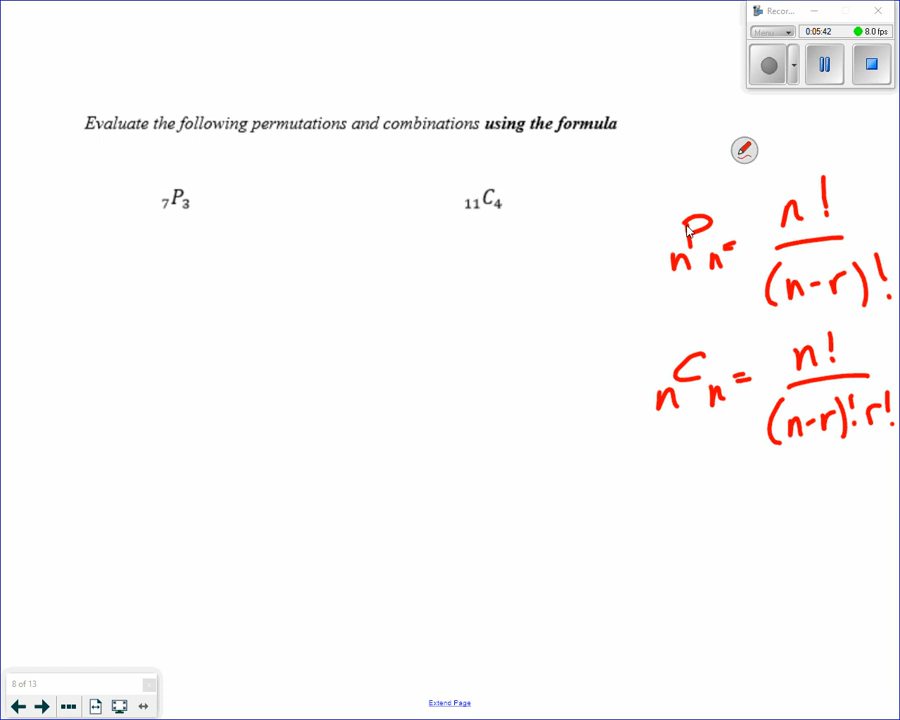 Recor...
Menu
0:05:42 8.0 fps
Evaluate the following permutations and combinations using the formula
₇P₃ ₁₁C₄
nPn = n! / (n-r)!
nCn = n! / (n-r)! r!
8 of 13
Extend Page